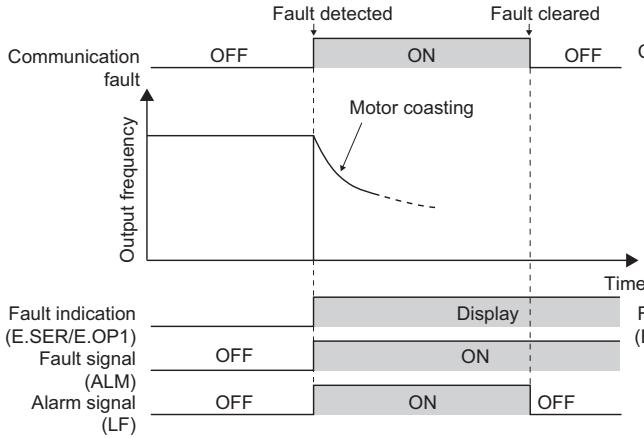 Fault detected
Fault cleared
Communication
fault
OFF
ON
OFF
Motor coasting
Output frequency
Time
Fault indication
(E.SER/E.OP1)
Display
Fault signal
(ALM)
OFF
ON
Alarm signal
(LF)
OFF
ON
OFF